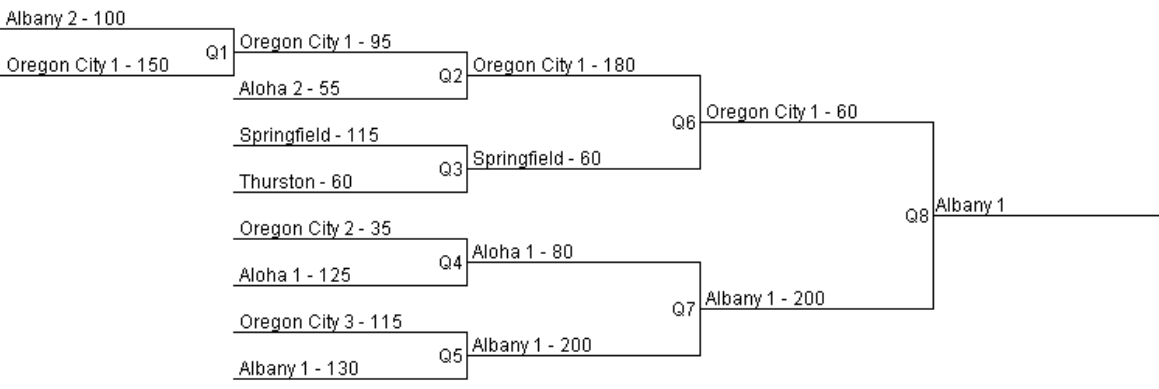 Albany 2 - 100
Oregon City 1 - 150
Q1
Oregon City 1 - 95
Aloha 2 - 55
Q2
Oregon City 1 - 180
Springfield - 115
Thurston - 60
Q3
Springfield - 60
Q6
Oregon City 1 - 60
Oregon City 2 - 35
Aloha 1 - 125
Q4
Aloha 1 - 80
Oregon City 3 - 115
Albany 1 - 130
Q5
Albany 1 - 200
Q7
Albany 1 - 200
Q8
Albany 1